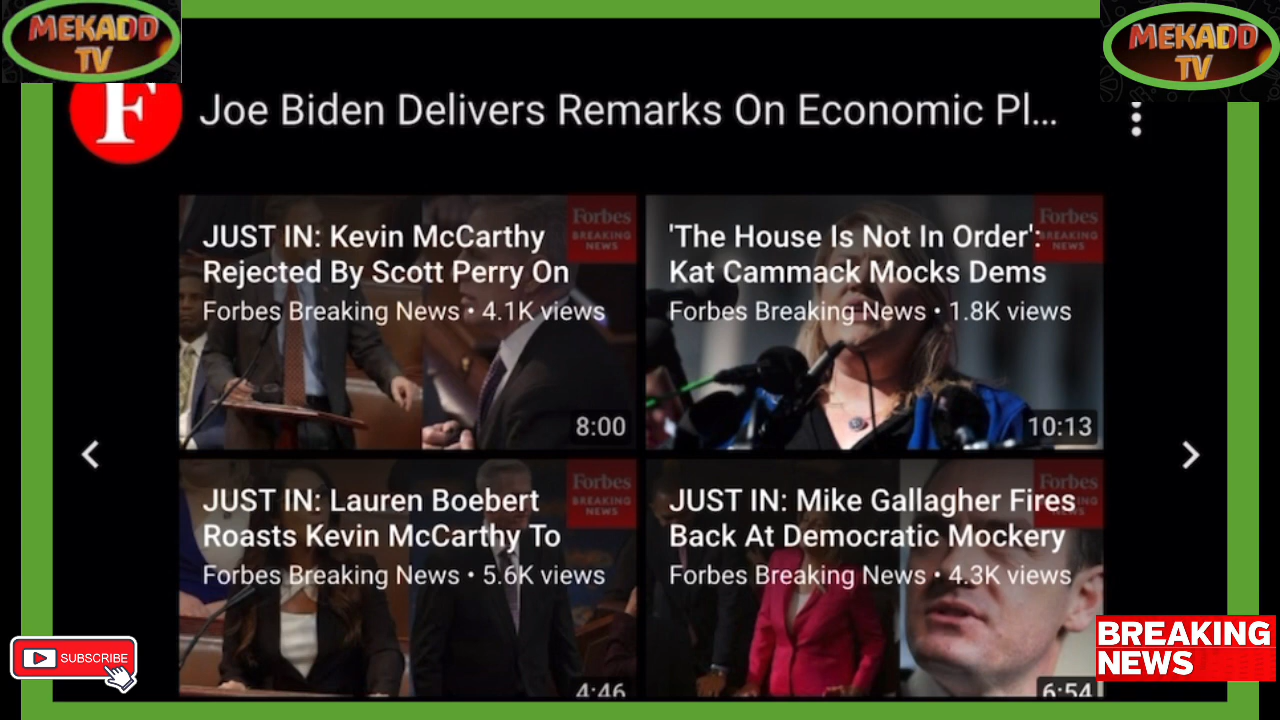 MEKADD
TV
MEKADD
TV
F
Joe Biden Delivers Remarks On Economic Pl...
Forbes
BREAKING
NEWS
JUST IN: Kevin McCarthy
Rejected By Scott Perry On
Forbes Breaking News • 4.1K views
8:00
Forbes
BREAKING
NEWS
'The House Is Not In Order':
Kat Cammack Mocks Dems
Forbes Breaking News • 1.8K views
10:13
Forbes
BREAKING
NEWS
JUST IN: Lauren Boebert
Roasts Kevin McCarthy To
Forbes Breaking News • 5.6K views
4:46
Forbes
NEWS
JUST IN: Mike Gallagher Fires
Back At Democratic Mockery
Forbes Breaking News • 4.3K views
6:54
SUBSCRIBE
BREAKING
NEWS